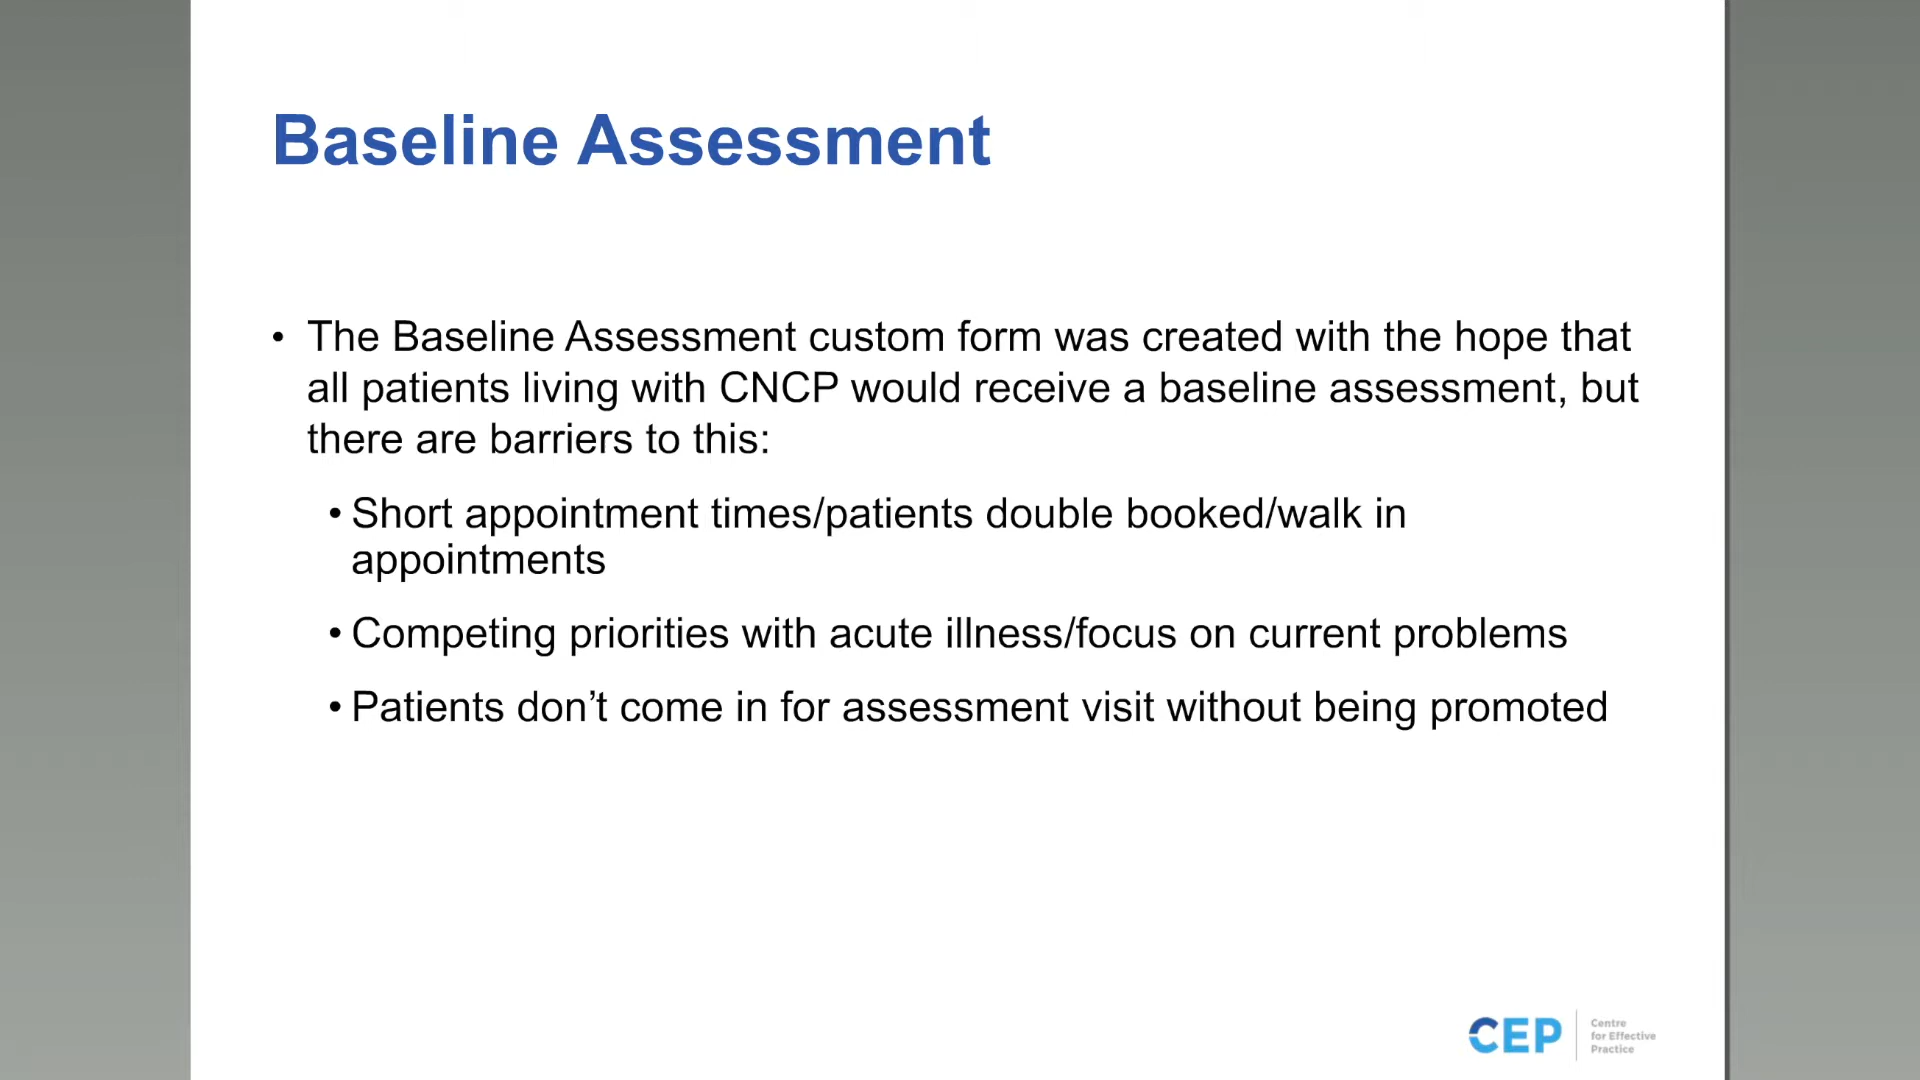 Baseline Assessment
• The Baseline Assessment custom form was created with the hope that
all patients living with CNCP would receive a baseline assessment, but
there are barriers to this:
• Short appointment times/patients double booked/walk in
appointments
• Competing priorities with acute illness/focus on current problems
• Patients don’t come in for assessment visit without being promoted
CEP
Centre
for Effective
Practice